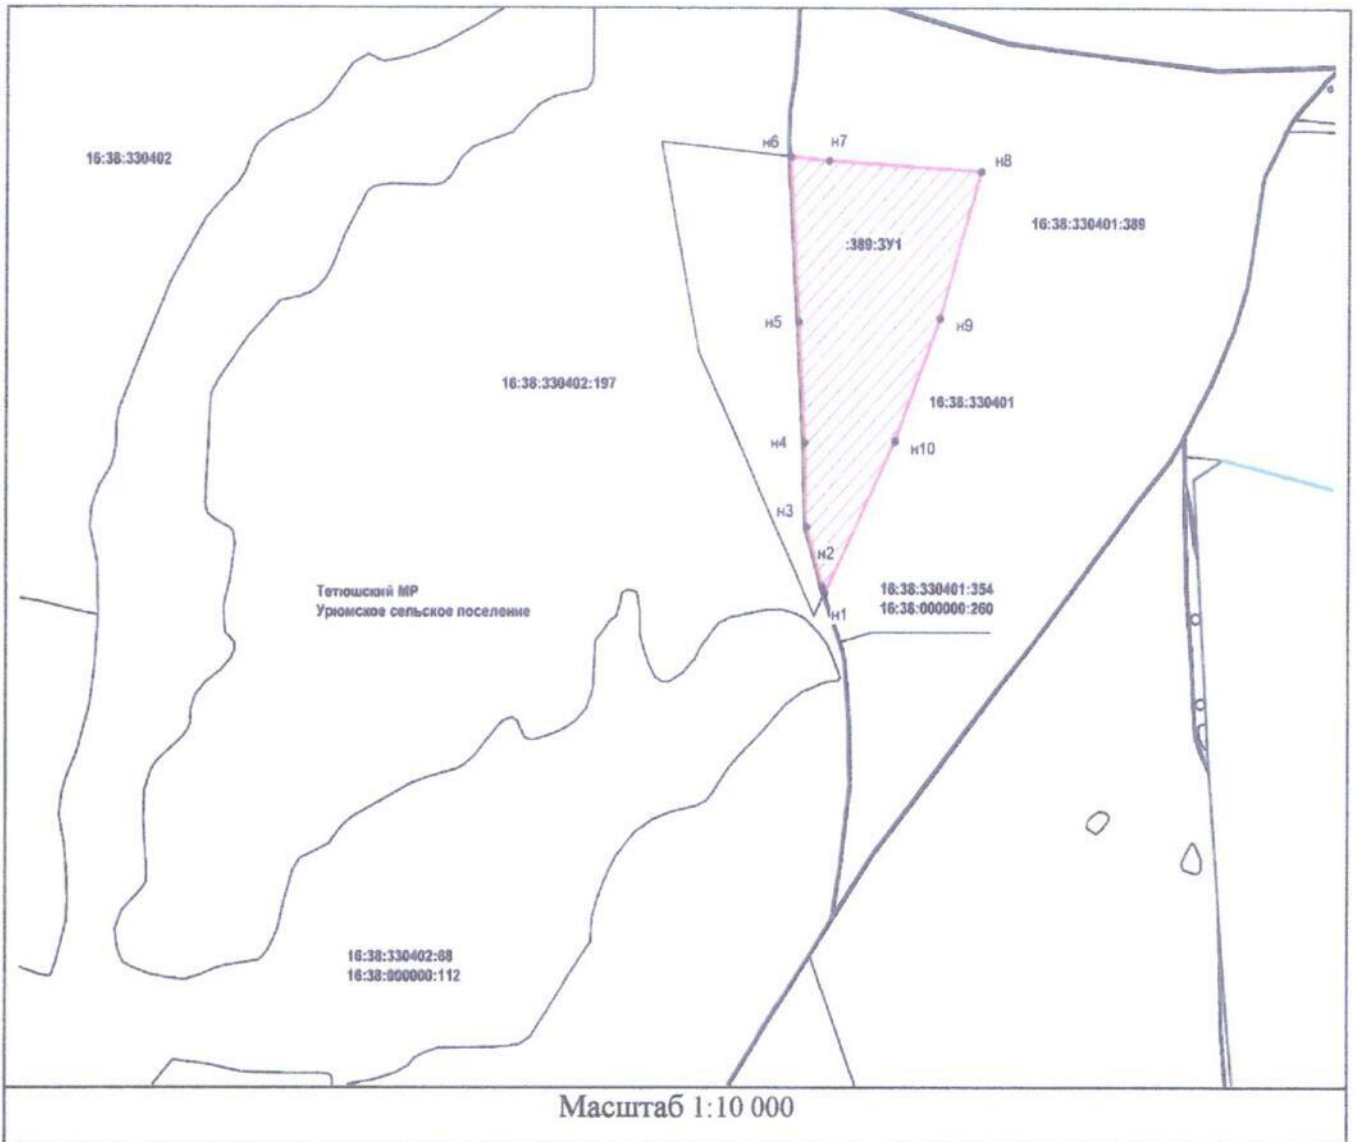 16:38:330402
н6
н7
н8
16:38:330401:389
:389:ЗУ1
н5
н9
16:38:330402:197
16:38:330401
н4
н10
н3
н2
Тетюшский МР
Урюмское сельское поселение
16:38:330401:354
16:38:000000:260
н1
16:38:330402:68
16:38:000000:112
Масштаб 1:10 000